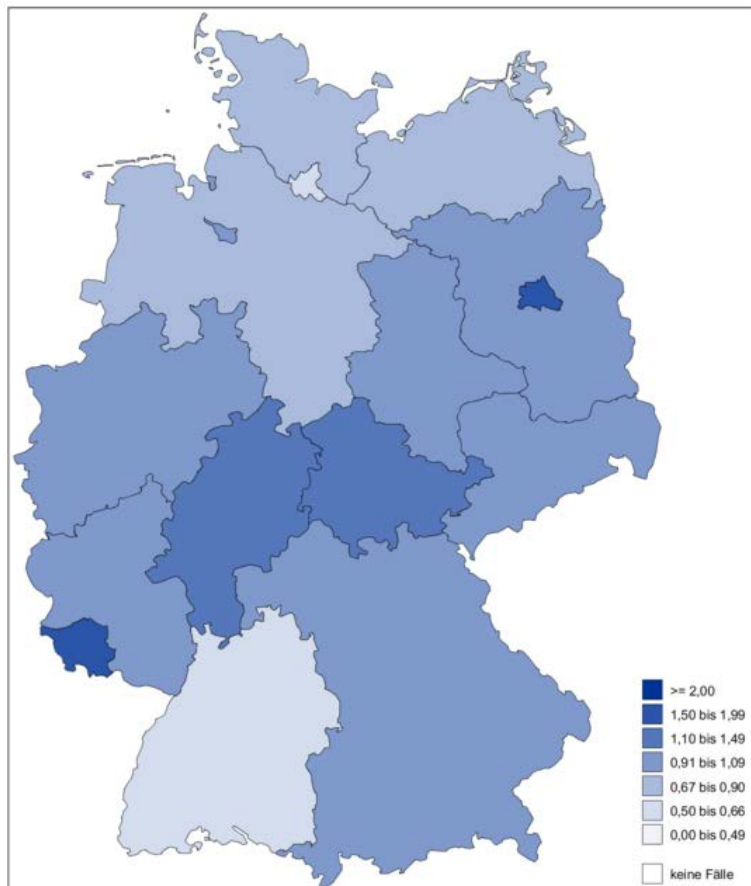 >= 2,00
1,50 bis 1,99
1,10 bis 1,49
0,91 bis 1,09
0,67 bis 0,90
0,50 bis 0,66
0,00 bis 0,49
keine Fälle